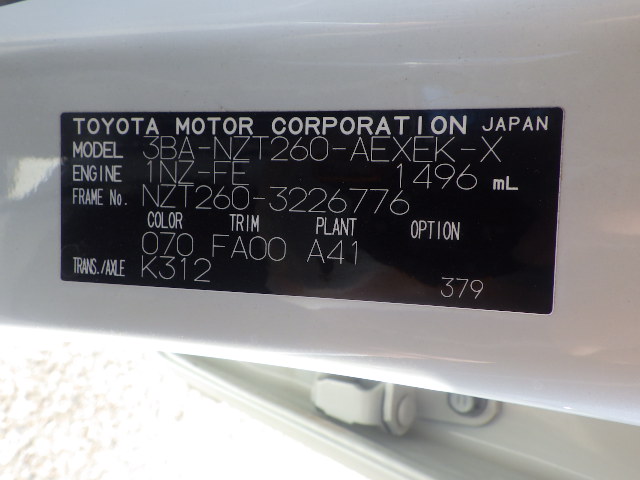 TOYOTA MOTOR CORPORATION JAPAN
MODEL 3BA-NZT260-AEXEK-X
ENGINE 1NZ-FE 1496 mL
FRAME No. NZT260-3226776
COLOR TRIM PLANT OPTION
070 FA00 A41
TRANS./AXLE K312
379